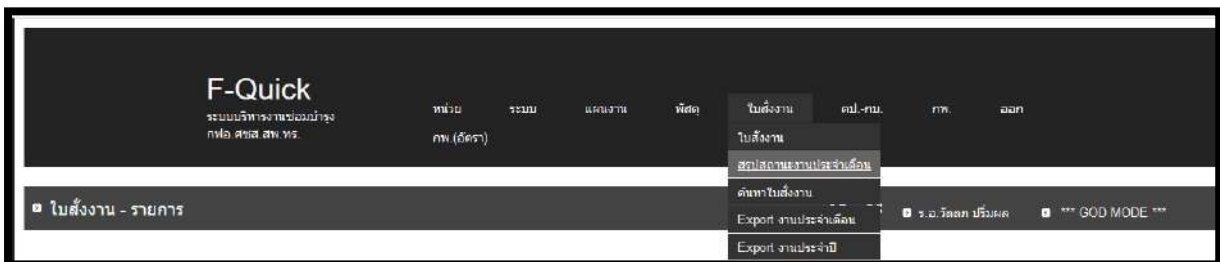 F-Quick
ระบบบริหารงานซ่อมบำรุง
กฟอ.ศซส.สพ.ทร.
หน่วย ระบบ แผนงาน พัสดุ ใบสั่งงาน คป.-กบ. กพ. ออก
กพ.(อัตรา)
ใบสั่งงาน
สรุปสถานะงานประจำเดือน
ค้นหาใบสั่งงาน
Export งานประจำเดือน
Export งานประจำปี
ใบสั่งงาน - รายการ
ร.อ. *** GOD MODE ***